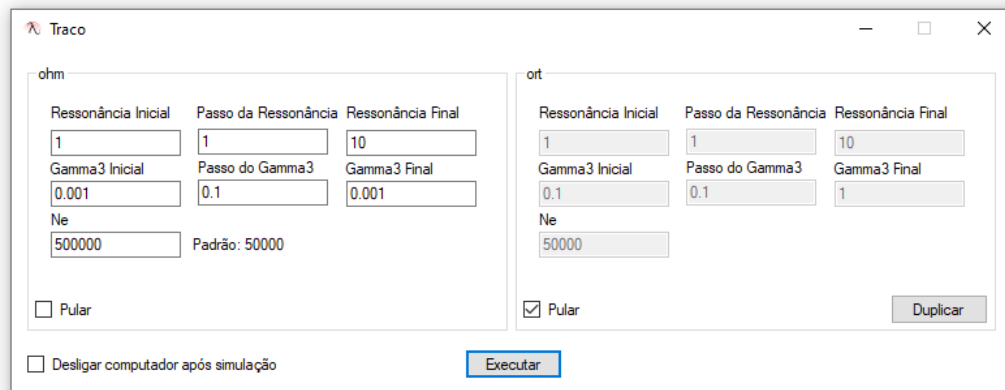 Traco
ohm
Ressonância Inicial Passo da Ressonância Ressonância Final
1 1 10
Gamma3 Inicial Passo do Gamma3 Gamma3 Final
0.001 0.1 0.001
Ne
500000 Padrão: 50000
Pular
ort
Ressonância Inicial Passo da Ressonância Ressonância Final
1 1 10
Gamma3 Inicial Passo do Gamma3 Gamma3 Final
0.1 0.1 1
Ne
50000
Pular Duplicar
Desligar computador após simulação Executar